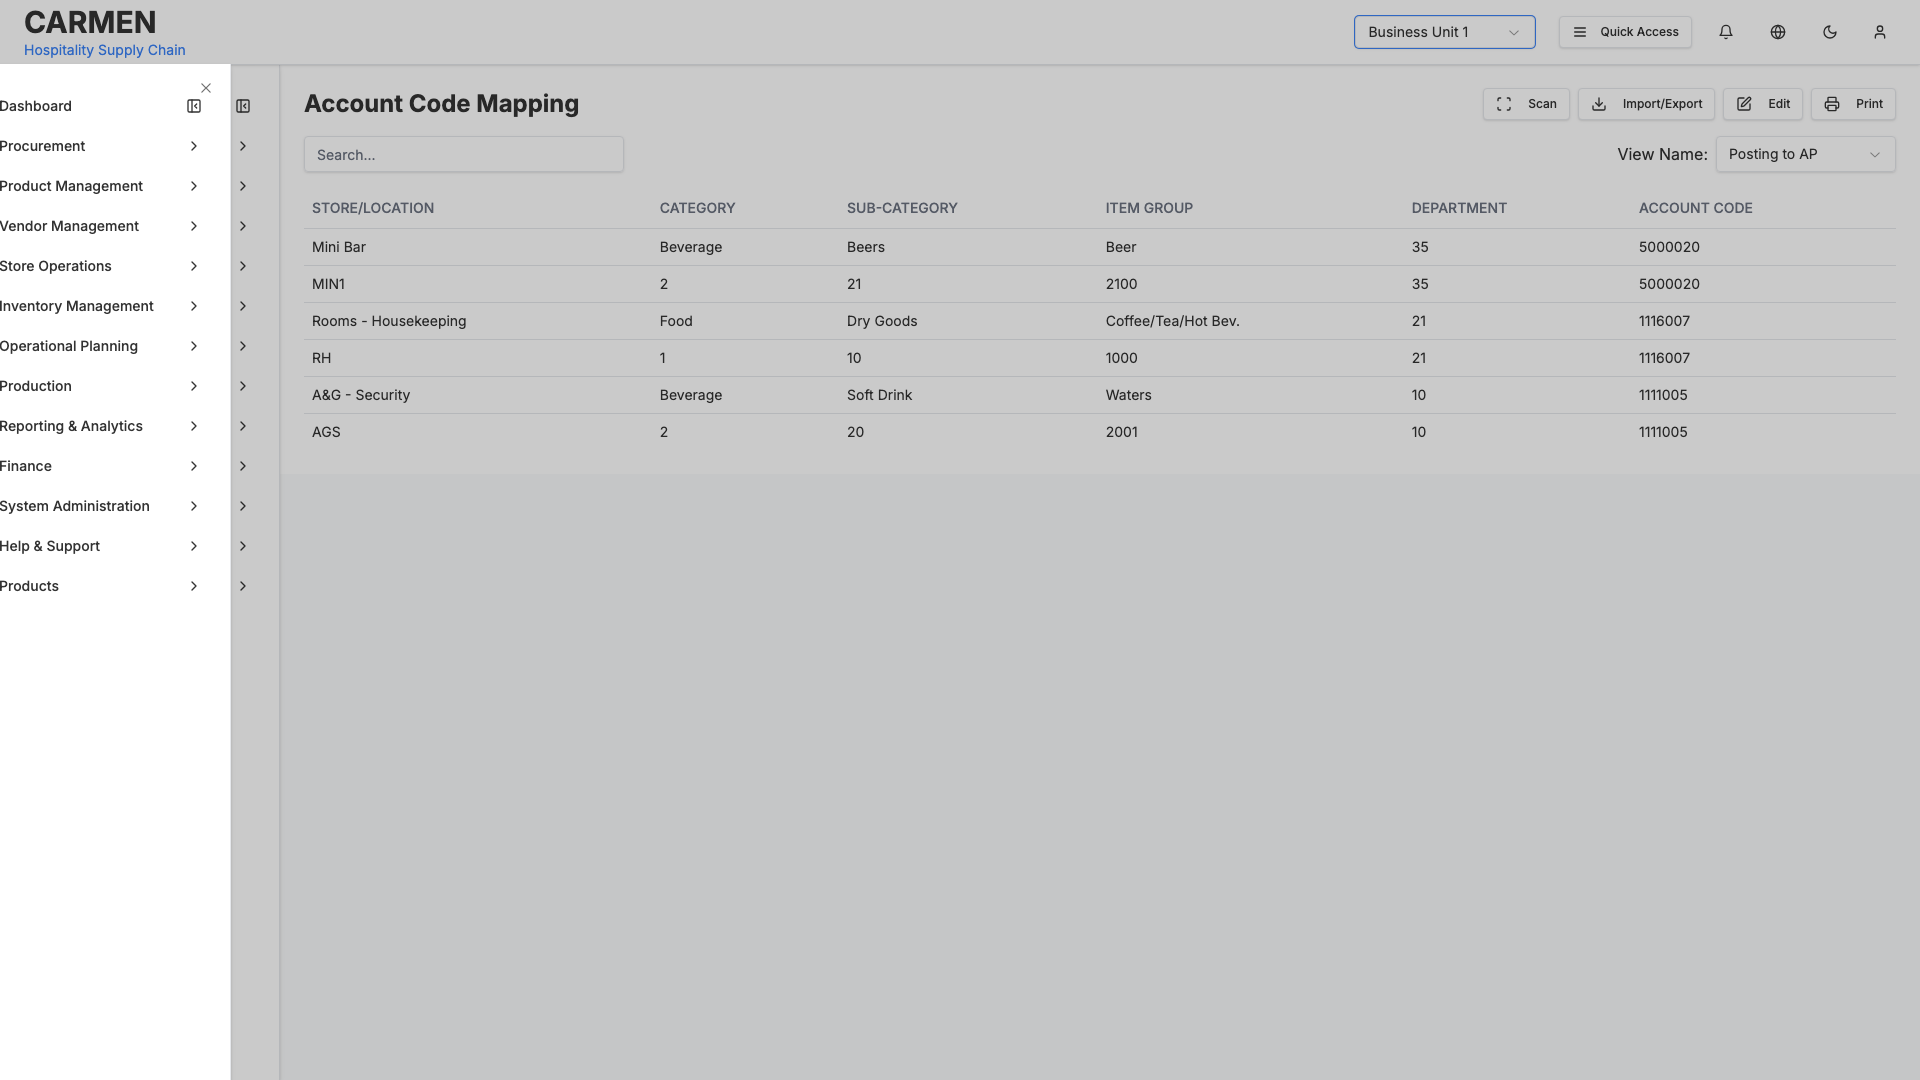 CARMEN
Hospitality Supply Chain
Business Unit 1
Quick Access
Dashboard
Procurement
Product Management
Vendor Management
Store Operations
Inventory Management
Operational Planning
Production
Reporting & Analytics
Finance
System Administration
Help & Support
Products
Account Code Mapping
Scan
Import/Export
Edit
Print
Search...
View Name: Posting to AP
STORE/LOCATION CATEGORY SUB-CATEGORY ITEM GROUP DEPARTMENT ACCOUNT CODE
Mini Bar Beverage Beers Beer 35 5000020
MIN1 2 21 2100 35 5000020
Rooms - Housekeeping Food Dry Goods Coffee/Tea/Hot Bev. 21 1116007
RH 1 10 1000 21 1116007
A&G - Security Beverage Soft Drink Waters 10 1111005
AGS 2 20 2001 10 1111005